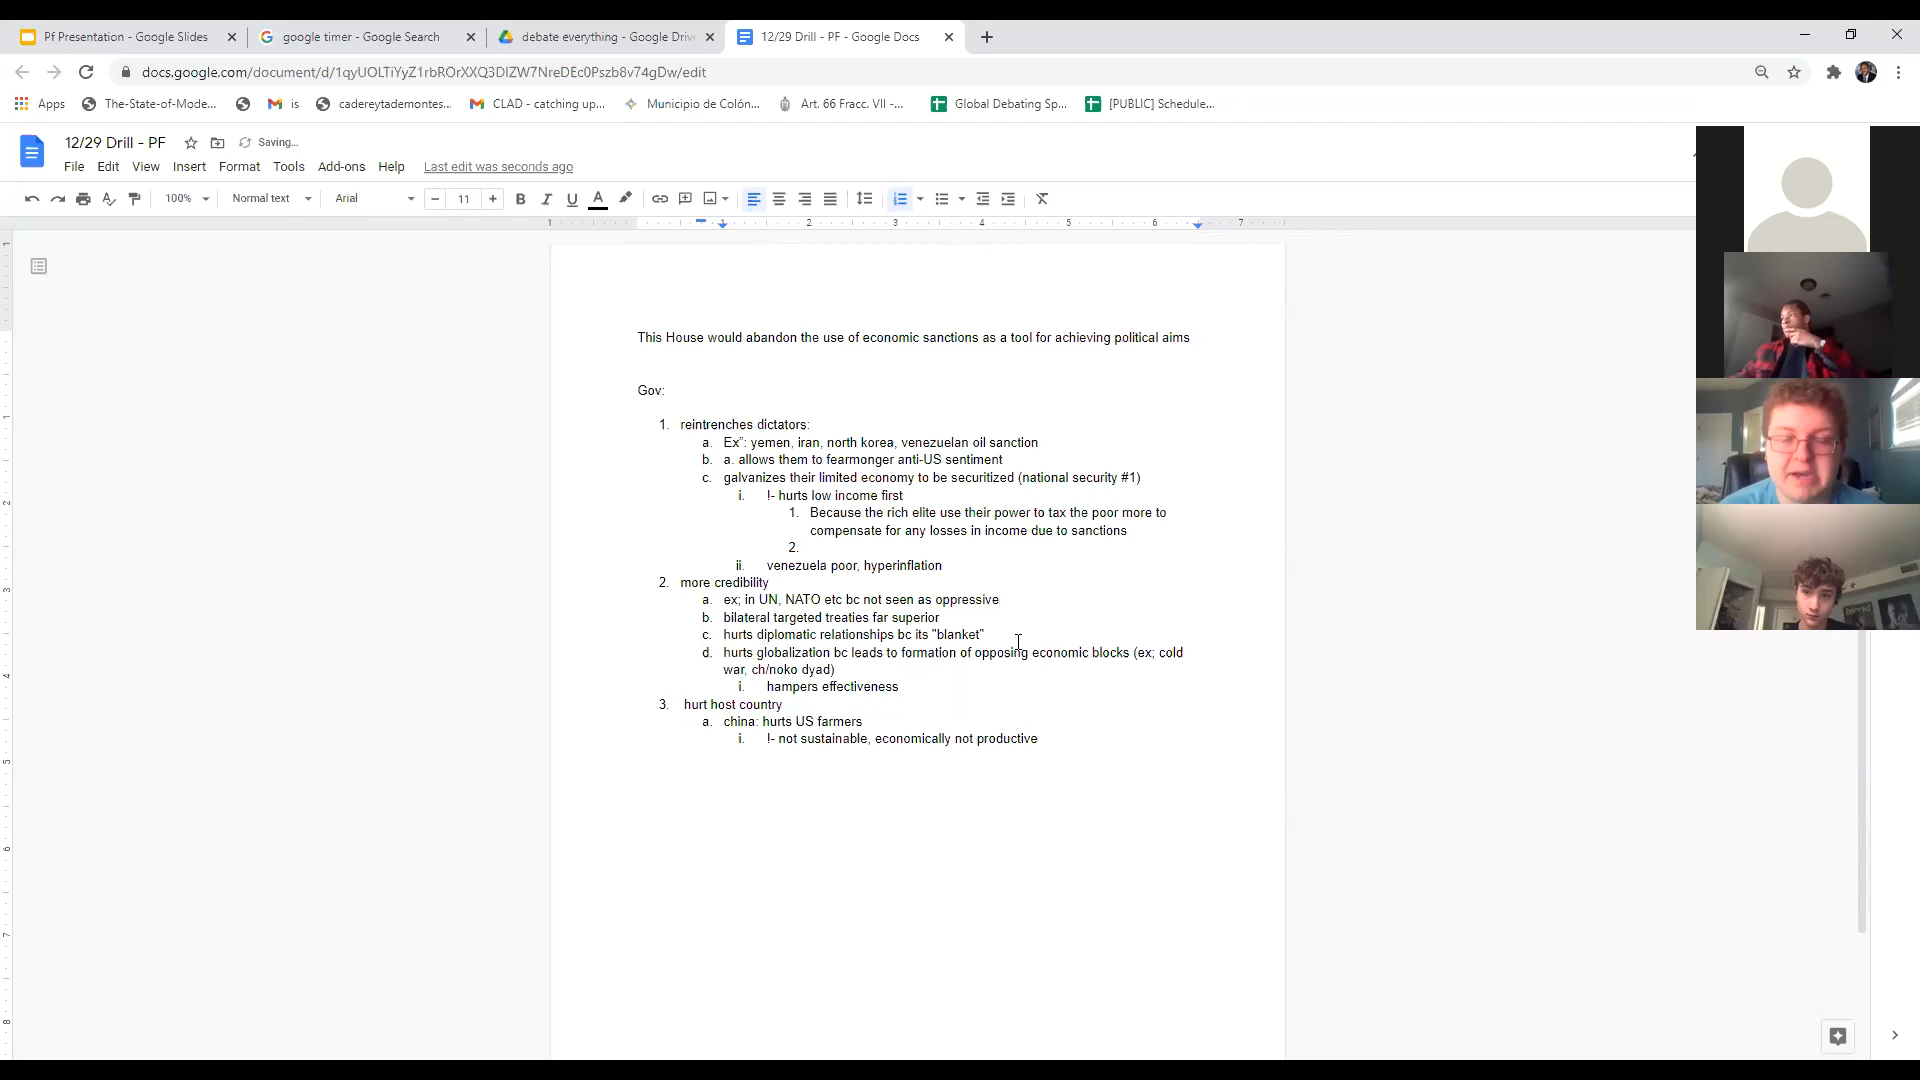 Pf Presentation - Google Slides
google timer - Google Search
debate everything - Google Driv
12/29 Drill - PF - Google Docs
docs.google.com/document/d/1qyUOLTiYyZ1rbROrXXQ3DlZW7NreDEc0Pszb8v74gDw/edit
Apps
The-State-of-Mode...
is
cadereytademontes...
CLAD - catching up...
Municipio de Colón...
Art. 66 Fracc. VII -...
Global Debating Sp...
[PUBLIC] Schedule...
12/29 Drill - PF
Saving...
File Edit View Insert Format Tools Add-ons Help Last edit was seconds ago
100% Normal text Arial 11
1 1 2 3 4 5 6 7
This House would abandon the use of economic sanctions as a tool for achieving political aims
Gov:
1. reintrenches dictators:
a. Ex": yemen, iran, north korea, venezuelan oil sanction
b. a. allows them to fearmonger anti-US sentiment
c. galvanizes their limited economy to be securitized (national security #1)
i. !- hurts low income first
1. Because the rich elite use their power to tax the poor more to
compensate for any losses in income due to sanctions
2.
ii. venezuela poor, hyperinflation
2. more credibility
a. ex; in UN, NATO etc bc not seen as oppressive
b. bilateral targeted treaties far superior
c. hurts diplomatic relationships bc its "blanket"
d. hurts globalization bc leads to formation of opposing economic blocks (ex; cold
war, ch/noko dyad)
i. hampers effectiveness
3. hurt host country
a. china: hurts US farmers
i. !- not sustainable, economically not productive